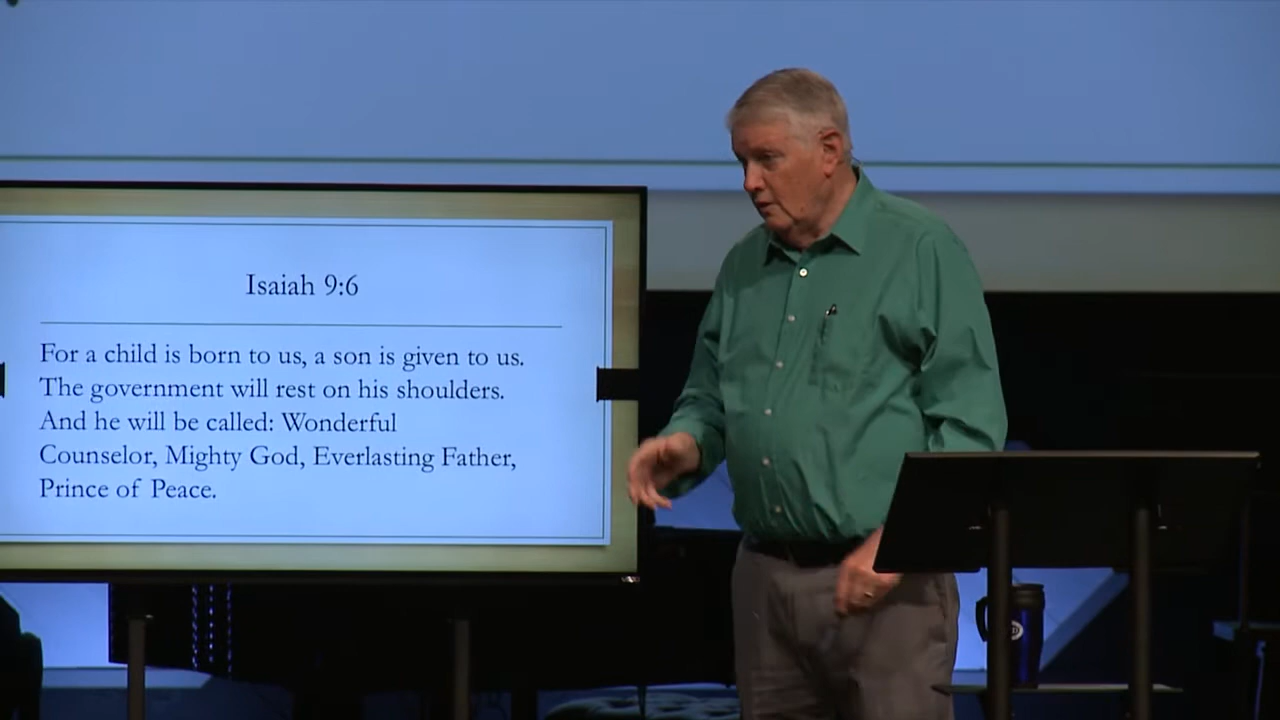 Isaiah 9:6
For a child is born to us, a son is given to us.
The government will rest on his shoulders.
And he will be called: Wonderful
Counselor, Mighty God, Everlasting Father,
Prince of Peace.